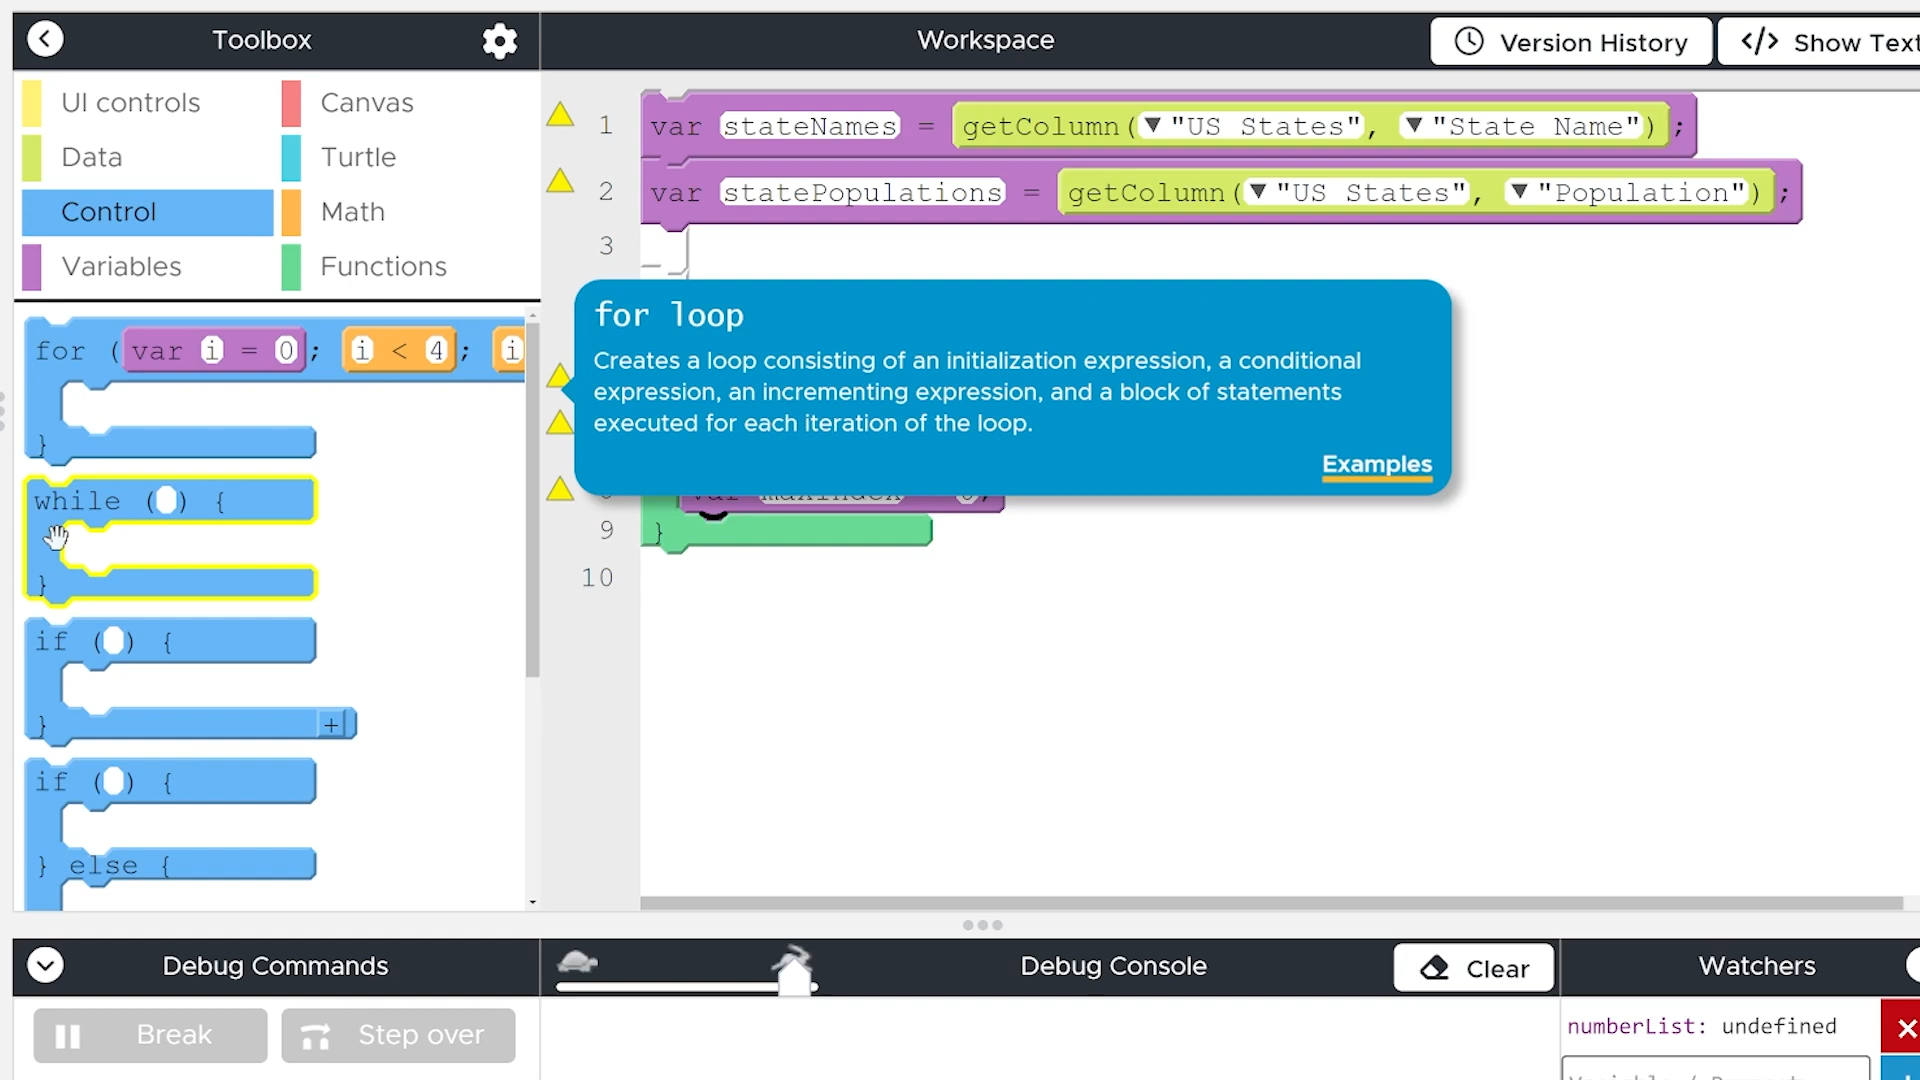 Toolbox
Workspace
Version History
</> Show Text
UI controls
Canvas
Data
Turtle
Control
Math
Variables
Functions
1 var stateNames = getColumn(▼"US States", ▼"State Name");
2 var statePopulations = getColumn(▼"US States", ▼"Population");
3
for (var i = 0; i < 4; i
}
while () {
}
if () {
} +
if () {
} else {
for loop
Creates a loop consisting of an initialization expression, a conditional
expression, an incrementing expression, and a block of statements
executed for each iteration of the loop.
Examples
var maxIndex
9 }
10
Debug Commands
Debug Console
Clear
Watchers
Break
Step over
numberList: undefined